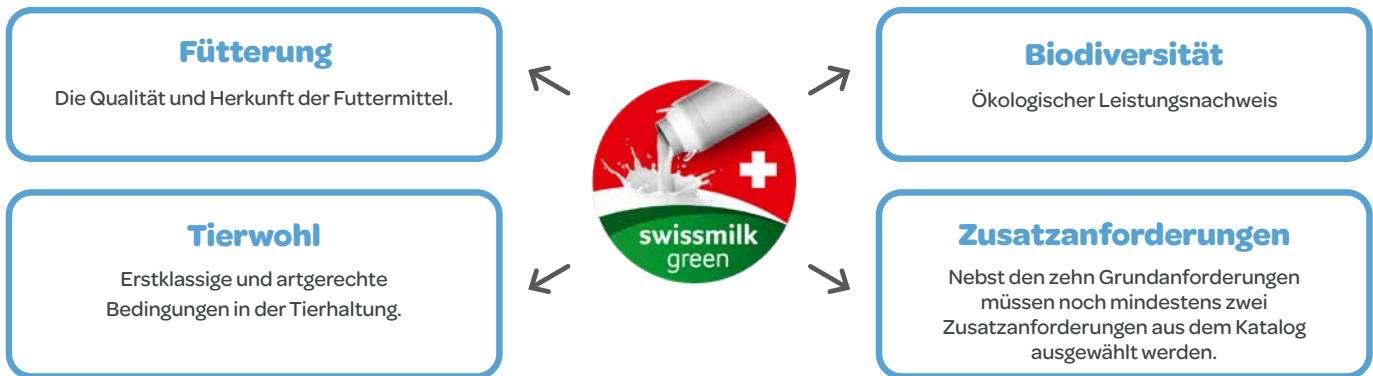 Fütterung
Die Qualität und Herkunft der Futtermittel.
Biodiversität
Ökologischer Leistungsnachweis
swissmilk
green
Tierwohl
Erstklassige und artgerechte
Bedingungen in der Tierhaltung.
Zusatzanforderungen
Nebst den zehn Grundanforderungen
müssen noch mindestens zwei
Zusatzanforderungen aus dem Katalog
ausgewählt werden.